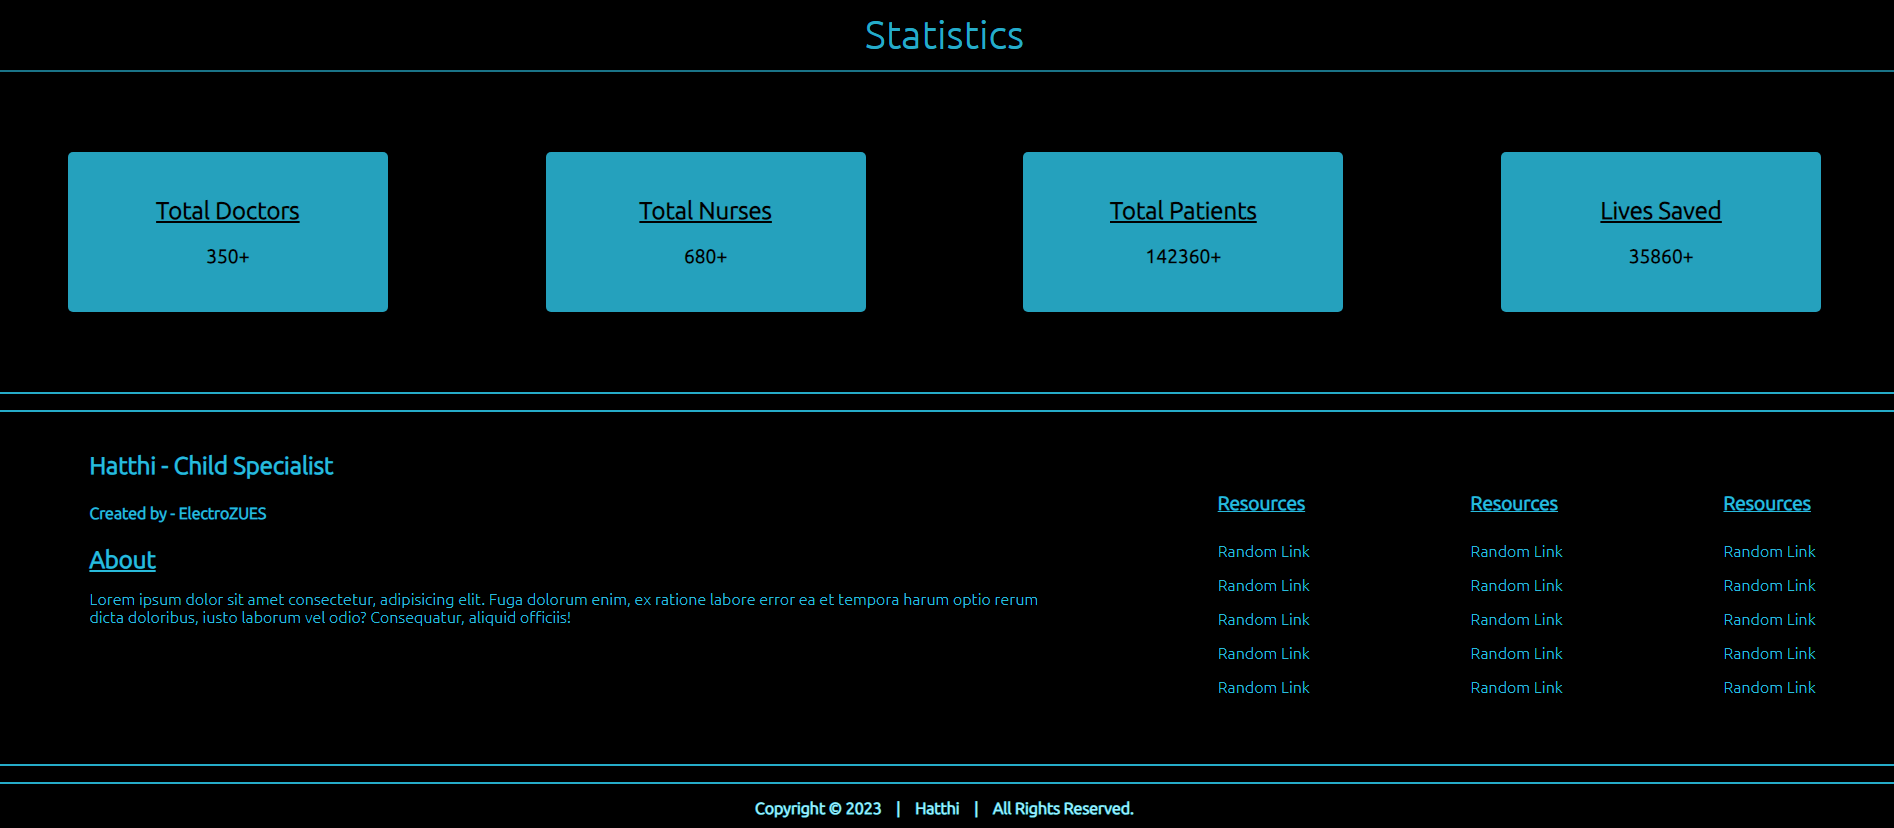 Statistics
Total Doctors
350+
Total Nurses
680+
Total Patients
142360+
Lives Saved
35860+
Hatthi - Child Specialist
Created by - ElectroZUES
About
Lorem ipsum dolor sit amet consectetur, adipisicing elit. Fuga dolorum enim, ex ratione labore error ea et tempora harum optio rerum
dicta doloribus, iusto laborum vel odio? Consequatur, aliquid officiis!
Resources
Random Link
Random Link
Random Link
Random Link
Random Link
Resources
Random Link
Random Link
Random Link
Random Link
Random Link
Resources
Random Link
Random Link
Random Link
Random Link
Random Link
Copyright © 2023 | Hatthi | All Rights Reserved.